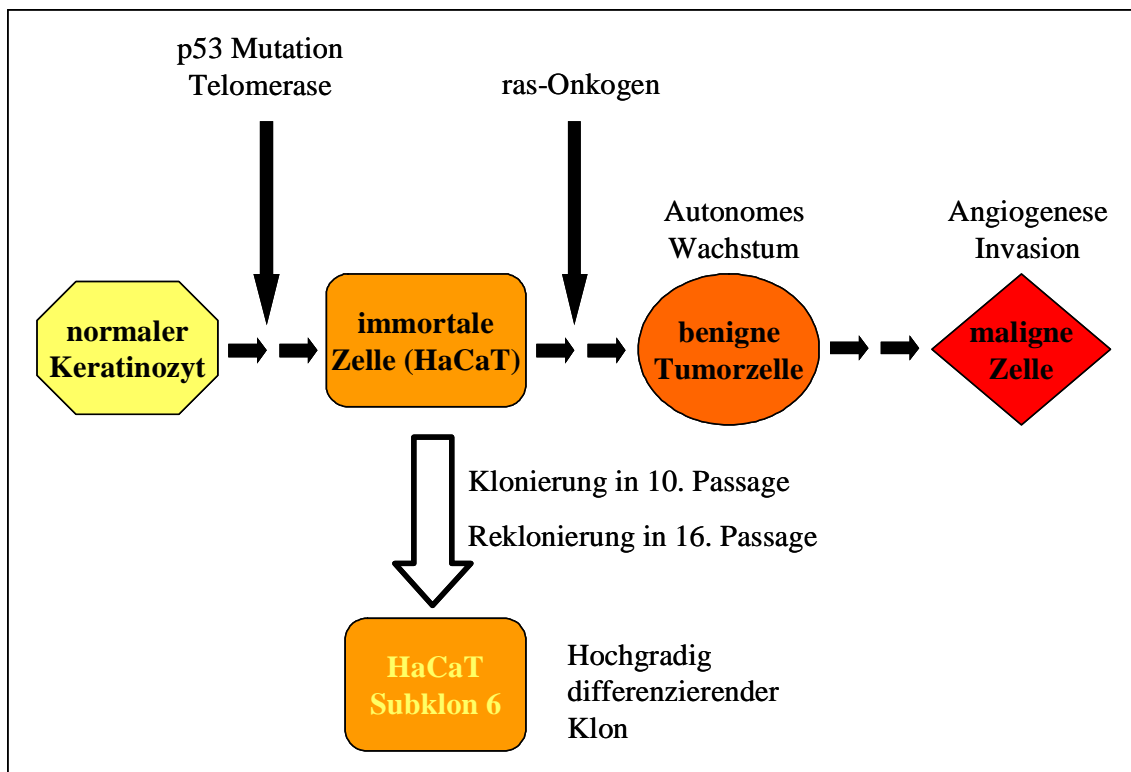 p53 Mutation
Telomerase
ras-Onkogen
Autonomes
Wachstum
Angiogenese
Invasion
normaler
Keratinozyt
immortale
Zelle (HaCaT)
benigne
Tumorzelle
maligne
Zelle
Klonierung in 10. Passage
Reklonierung in 16. Passage
HaCaT
Subklon 6
Hochgradig
differenzierender
Klon